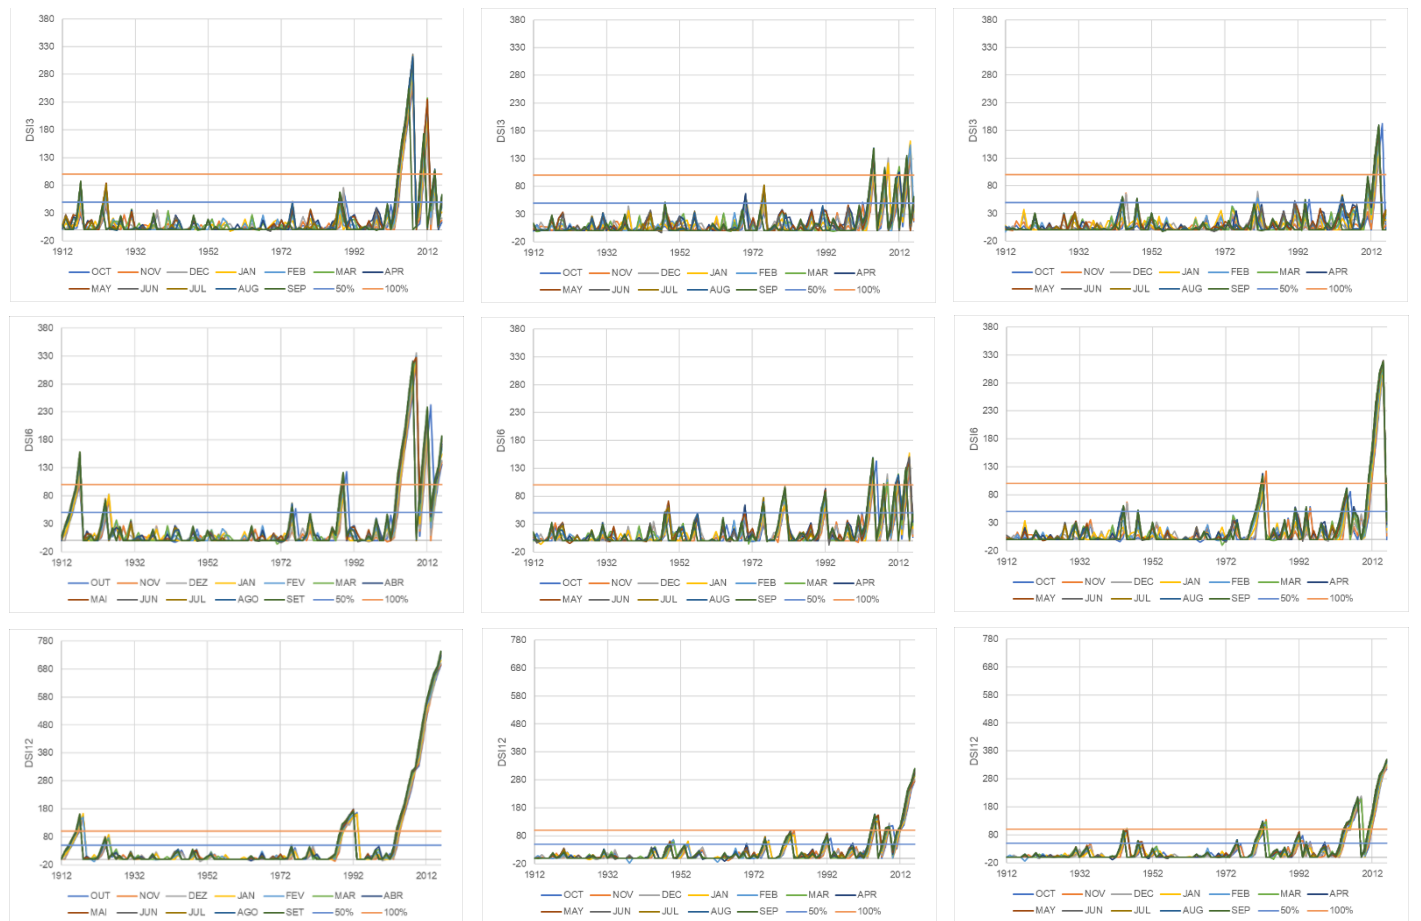 380
330
280
230
180
130
80
30
-20
DSI3
1912 1932 1952 1972 1992 2012
OCT NOV DEC JAN FEB MAR APR
MAY JUN JUL AUG SEP 50% 100%
380
330
280
230
180
130
80
30
-20
DSI3
1912 1932 1952 1972 1992 2012
OCT NOV DEC JAN FEB MAR APR
MAY JUN JUL AUG SEP 50% 100%
380
330
280
230
180
130
80
30
-20
DSI3
1912 1932 1952 1972 1992 2012
OCT NOV DEC JAN FEB MAR APR
MAY JUN JUL AUG SEP 50% 100%
380
330
280
230
180
130
80
30
-20
DSI6
1912 1932 1952 1972 1992 2012
OUT NOV DEZ JAN FEV MAR ABR
MAI JUN JUL AGO SET 50% 100%
380
330
280
230
180
130
80
30
-20
DSI6
1912 1932 1952 1972 1992 2012
OCT NOV DEC JAN FEB MAR APR
MAY JUN JUL AUG SEP 50% 100%
380
330
280
230
180
130
80
30
-20
DSI6
1912 1932 1952 1972 1992 2012
OCT NOV DEC JAN FEB MAR APR
MAY JUN JUL AUG SEP 50% 100%
780
680
580
480
380
280
180
80
-20
DSI12
1912 1932 1952 1972 1992 2012
OUT NOV DEZ JAN FEV MAR ABR
MAI JUN JUL AGO SET 50% 100%
780
680
580
480
380
280
180
80
-20
DSI12
1912 1932 1952 1972 1992 2012
OCT NOV DEC JAN FEB MAR APR
MAY JUN JUL AUG SEP 50% 100%
780
680
580
480
380
280
180
80
-20
DSI12
1912 1932 1952 1972 1992 2012
OCT NOV DEC JAN FEB MAR APR
MAY JUN JUL AUG SEP 50% 100%